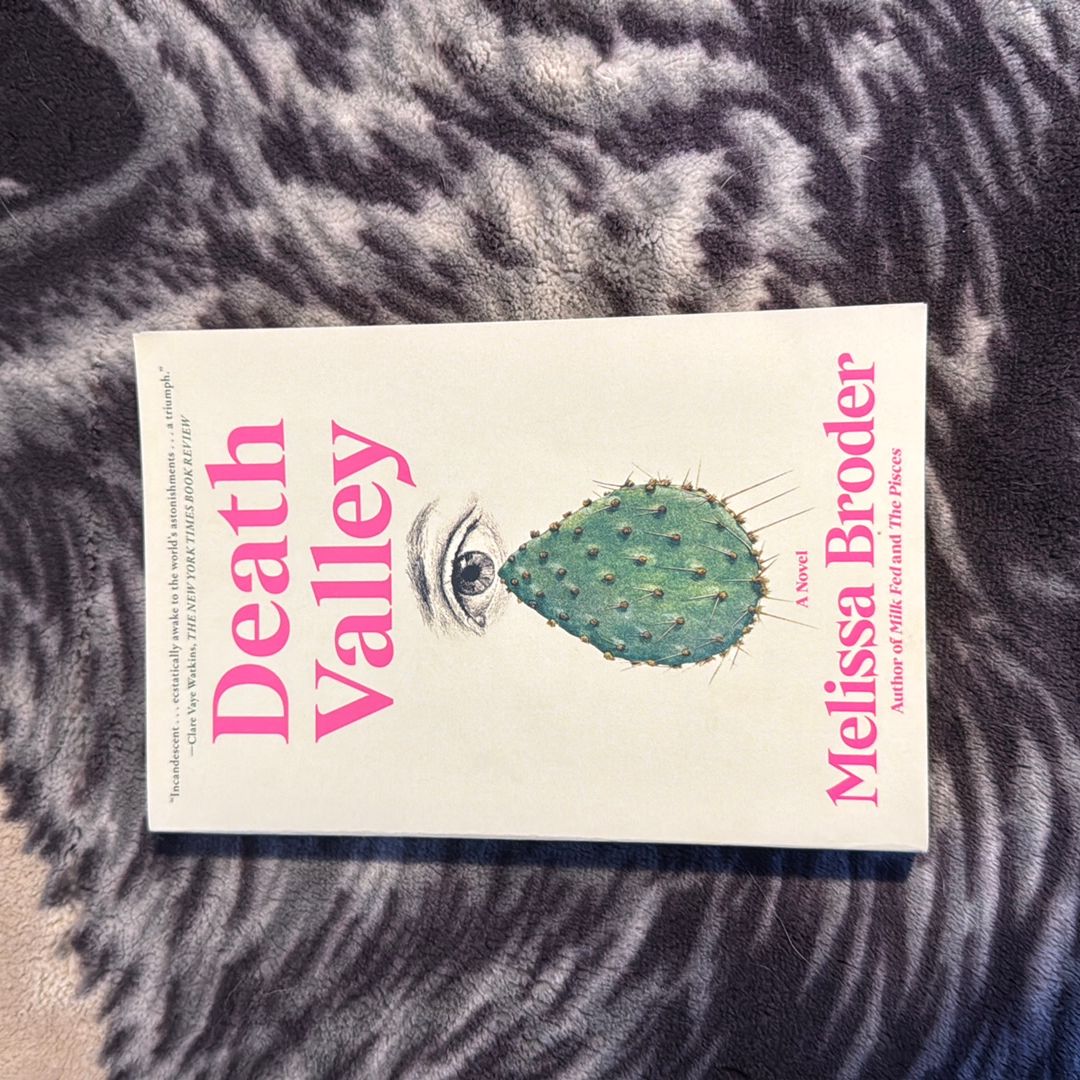 “Incandescent . . . ecstatically awake to the world’s astonishments . . . a triumph.”
—Clare Vaye Watkins, THE NEW YORK TIMES BOOK REVIEW
Death
Valley
A Novel
Melissa Broder
Author of Milk Fed and The Pisces